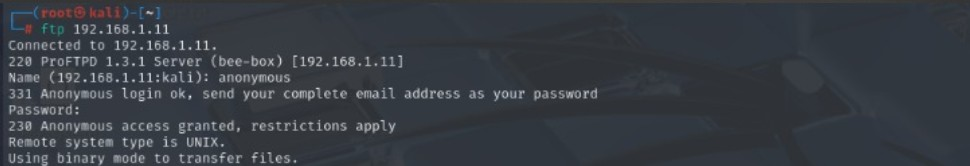 ┌──(root㉿kali)-[~]
└─# ftp 192.168.1.11
Connected to 192.168.1.11.
220 ProFTPD 1.3.1 Server (bee-box) [192.168.1.11]
Name (192.168.1.11:kali): anonymous
331 Anonymous login ok, send your complete email address as your password
Password:
230 Anonymous access granted, restrictions apply
Remote system type is UNIX.
Using binary mode to transfer files.